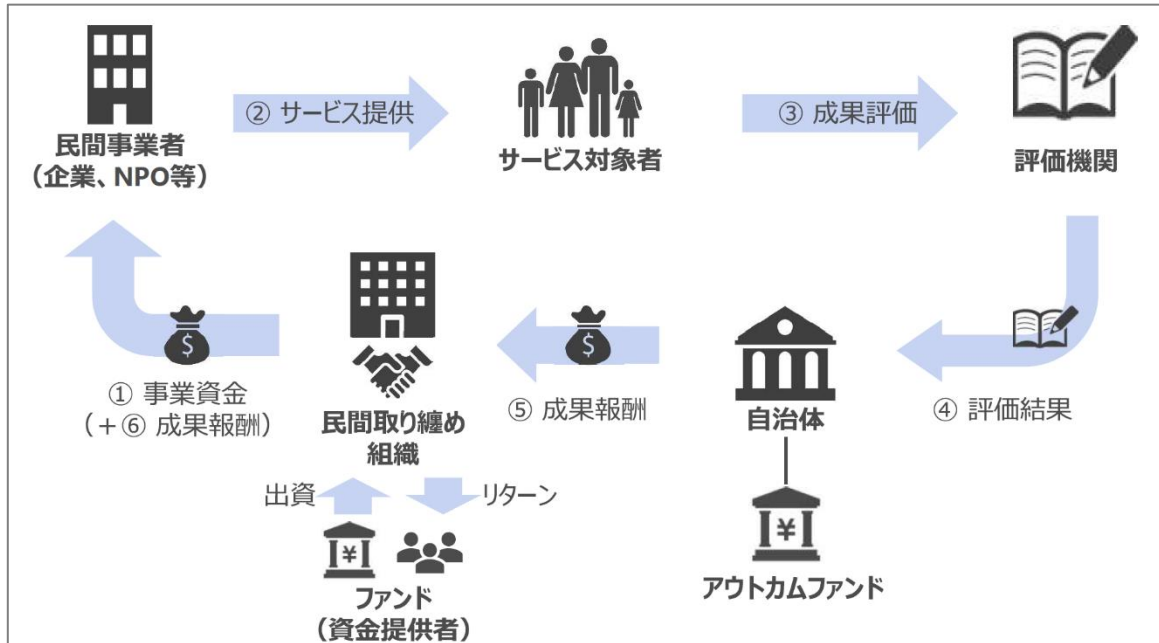 ② サービス提供
③ 成果評価
民間事業者
（企業、NPO等）
サービス対象者
評価機関
$
① 事業資金
（＋⑥ 成果報酬）
民間取り纏め
組織
$
⑤ 成果報酬
自治体
④ 評価結果
出資
リターン
¥
ファンド
（資金提供者）
¥
アウトカムファンド